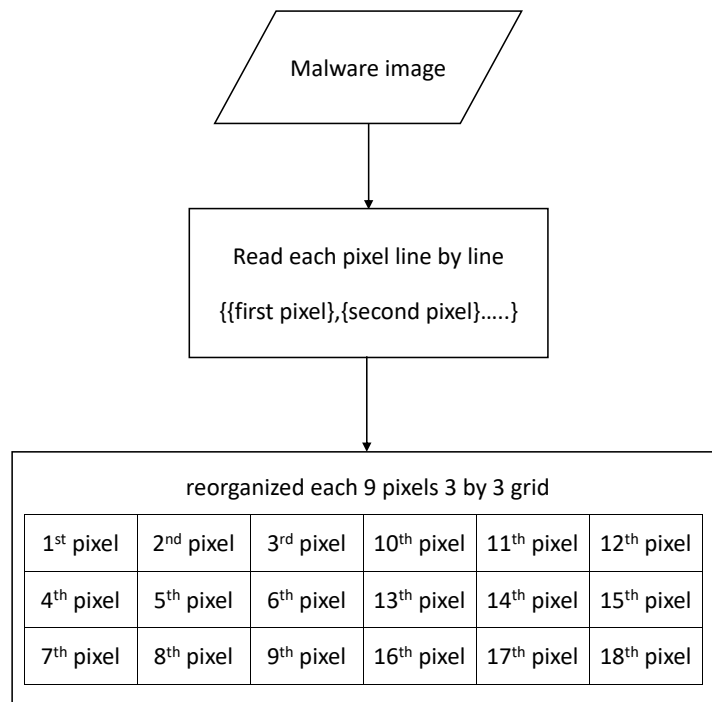 Malware image
Read each pixel line by line
{{first pixel},{second pixel}…..}
reorganized each 9 pixels 3 by 3 grid
1st pixel 2nd pixel 3rd pixel 10th pixel 11th pixel 12th pixel
4th pixel 5th pixel 6th pixel 13th pixel 14th pixel 15th pixel
7th pixel 8th pixel 9th pixel 16th pixel 17th pixel 18th pixel